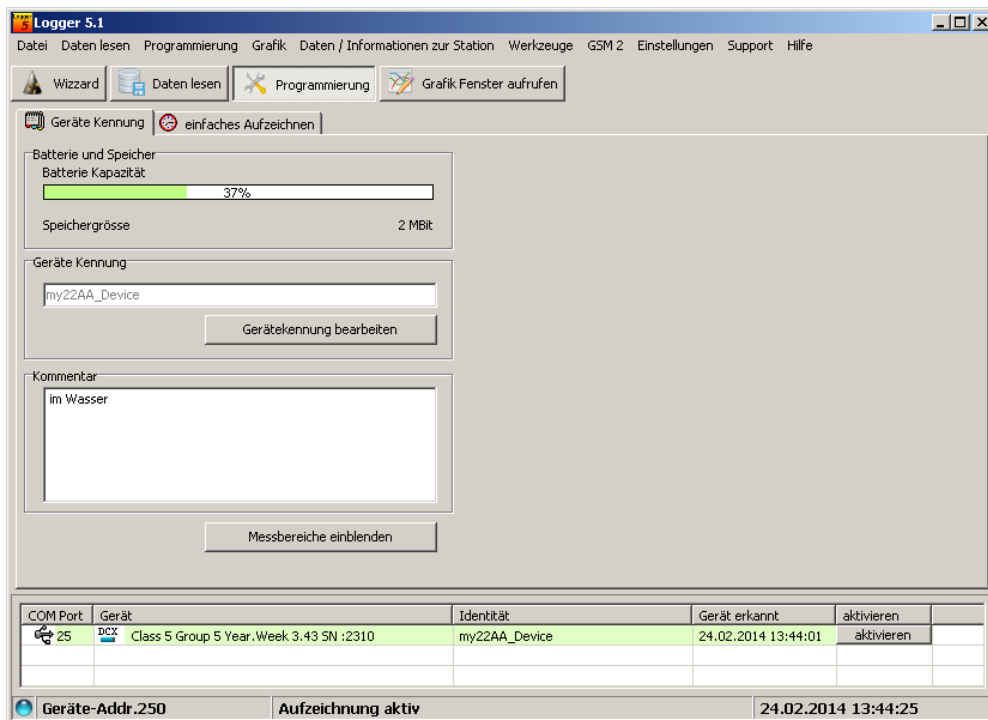 Logger 5.1
Datei Daten lesen Programmierung Grafik Daten / Informationen zur Station Werkzeuge GSM 2 Einstellungen Support Hilfe
Wizzard Daten lesen Programmierung Grafik Fenster aufrufen
Geräte Kennung einfaches Aufzeichnen
Batterie und Speicher
Batterie Kapazität
37%
Speichergrösse 2 MBit
Geräte Kennung
my22AA_Device
Gerätekennung bearbeiten
Kommentar
im Wasser
Messbereiche einblenden
COM Port Gerät Identität Gerät erkannt aktivieren
25 DCX Class 5 Group 5 Year.Week 3.43 SN :2310 my22AA_Device 24.02.2014 13:44:01 aktivieren
Geräte-Addr.250 Aufzeichnung aktiv 24.02.2014 13:44:25